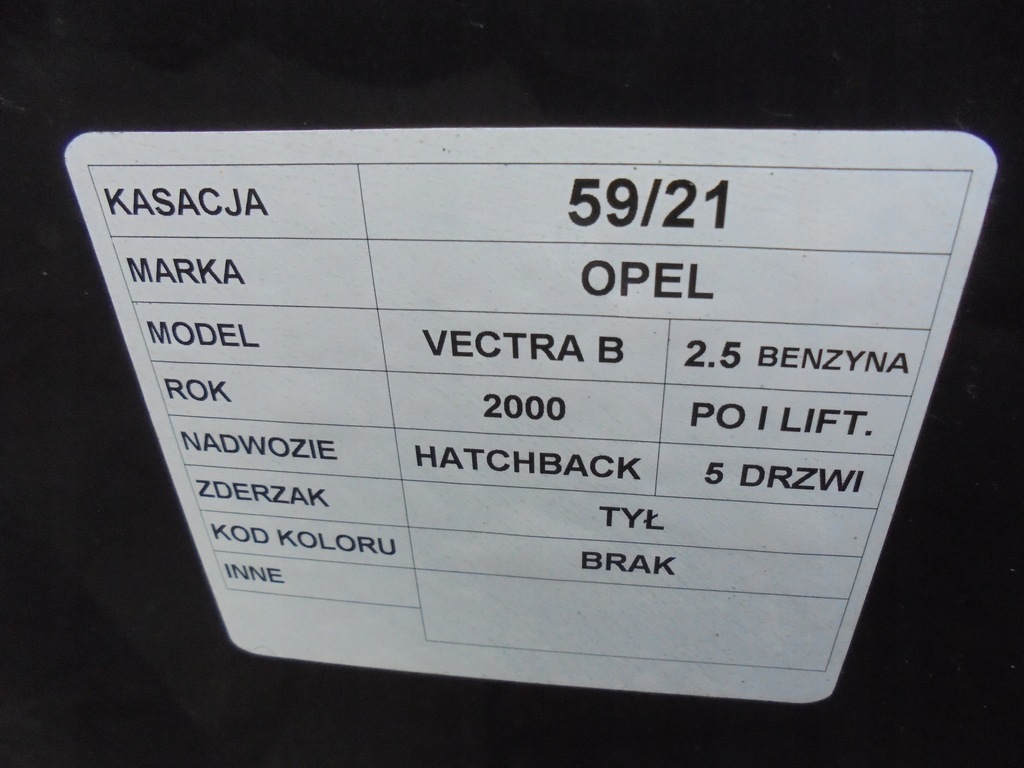 KASACJA 59/21
MARKA OPEL
MODEL VECTRA B 2.5 BENZYNA
ROK 2000 PO I LIFT.
NADWOZIE HATCHBACK 5 DRZWI
ZDERZAK TYŁ
KOD KOLORU BRAK
INNE